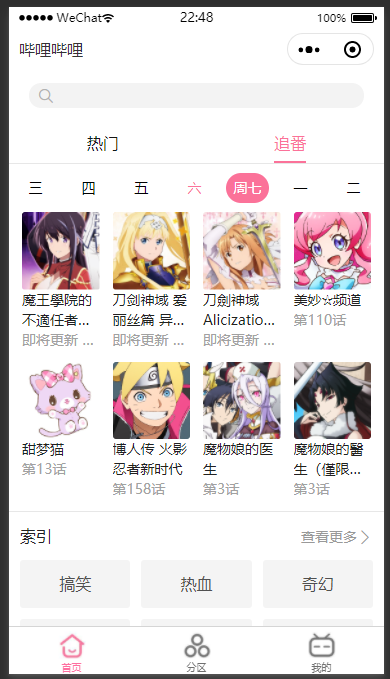 WeChat 22:48 100%
哔哩哔哩
热门 追番
三 四 五 六 周七 一 二
魔王學院的 刀剑神域 爱 刀剑神域 美妙☆频道
不適任者... 丽丝篇 异... Alicizatio... 第110话
即将更新 ... 即将更新 ... 即将更新 ...
甜梦猫 博人传 火影 魔物娘的医 魔物娘的醫
第13话 忍者新时代 生 生（僅限...
第158话 第3话 第3话
索引 查看更多
搞笑 热血 奇幻
首页 分区 我的